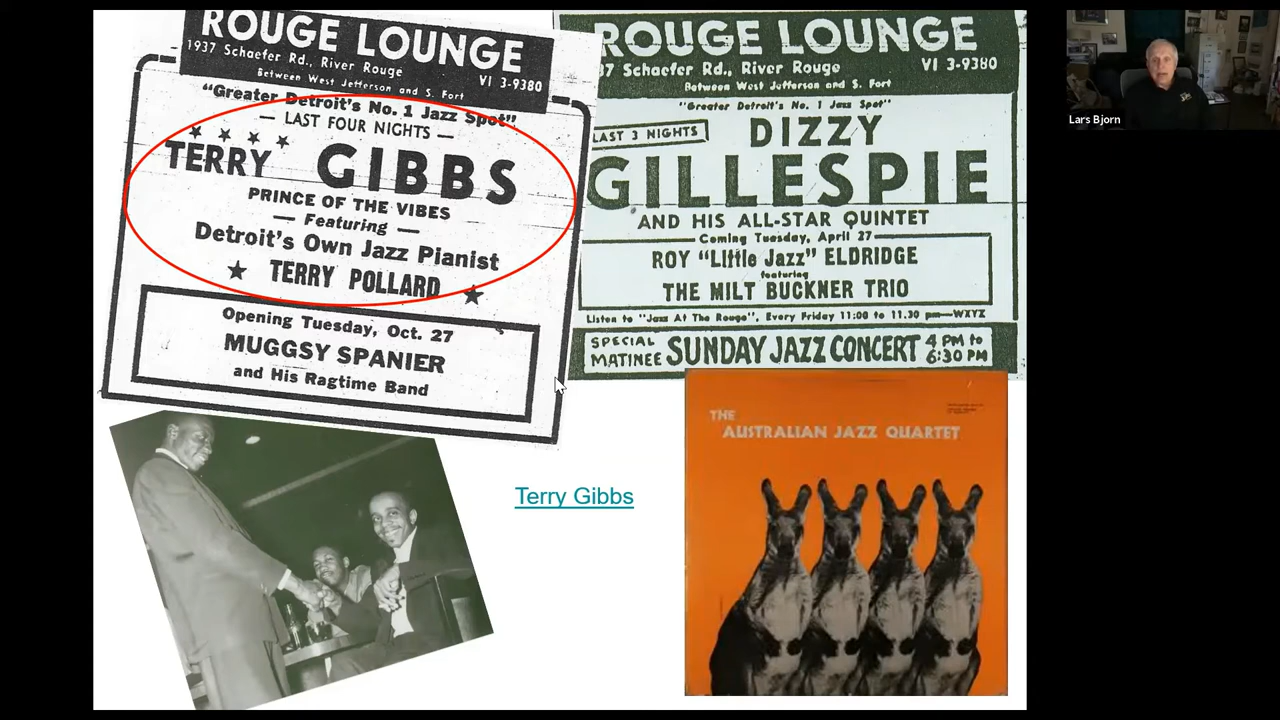 ROUGE LOUNGE
1937 Schaefer Rd., River Rouge
VI 3-9380
Between West Jefferson and S. Fort
"Greater Detroit's No. 1 Jazz Spot"
— LAST FOUR NIGHTS —
TERRY GIBBS
PRINCE OF THE VIBES
— Featuring —
Detroit's Own Jazz Pianist
TERRY POLLARD
Opening Tuesday, Oct. 27
MUGGSY SPANIER
and His Ragtime Band
ROUGE LOUNGE
37 Schaefer Rd., River Rouge
VI 3-9380
Between West Jefferson and S. Fort
"Greater Detroit's No. 1 Jazz Spot"
LAST 3 NIGHTS
DIZZY
GILLESPIE
AND HIS ALL-STAR QUINTET
Coming Tuesday, April 27
ROY "Little Jazz" ELDRIDGE
featuring
THE MILT BUCKNER TRIO
Listen to "Jazz At The Rouge", Every Friday 11:00 to 11.30 pm—WXYZ
SPECIAL MATINEE SUNDAY JAZZ CONCERT 4 PM to 6:30 PM
Terry Gibbs
THE
AUSTRALIAN JAZZ QUARTET
Lars Bjorn